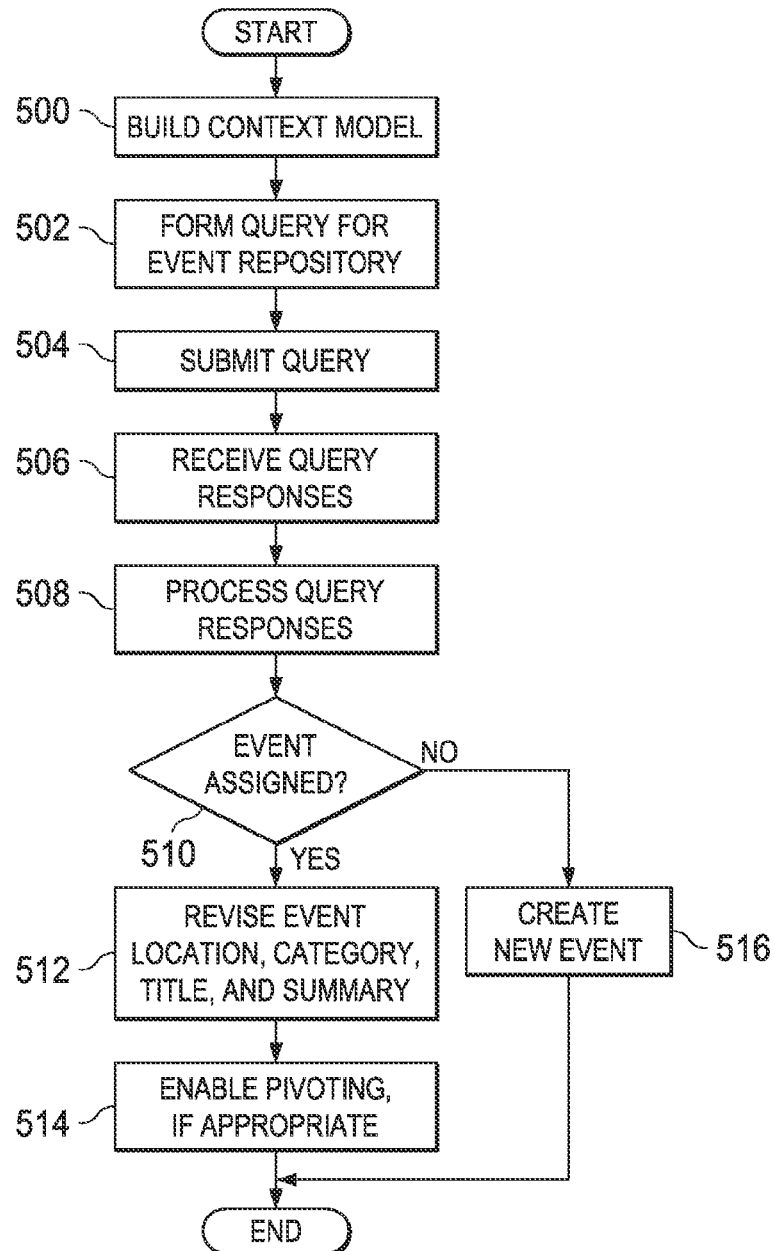 START
500
BUILD CONTEXT MODEL
502
FORM QUERY FOR
EVENT REPOSITORY
504
SUBMIT QUERY
506
RECEIVE QUERY
RESPONSES
508
PROCESS QUERY
RESPONSES
EVENT
ASSIGNED?
NO
510
YES
512
REVISE EVENT
LOCATION, CATEGORY,
TITLE, AND SUMMARY
CREATE
NEW EVENT
516
514
ENABLE PIVOTING,
IF APPROPRIATE
END